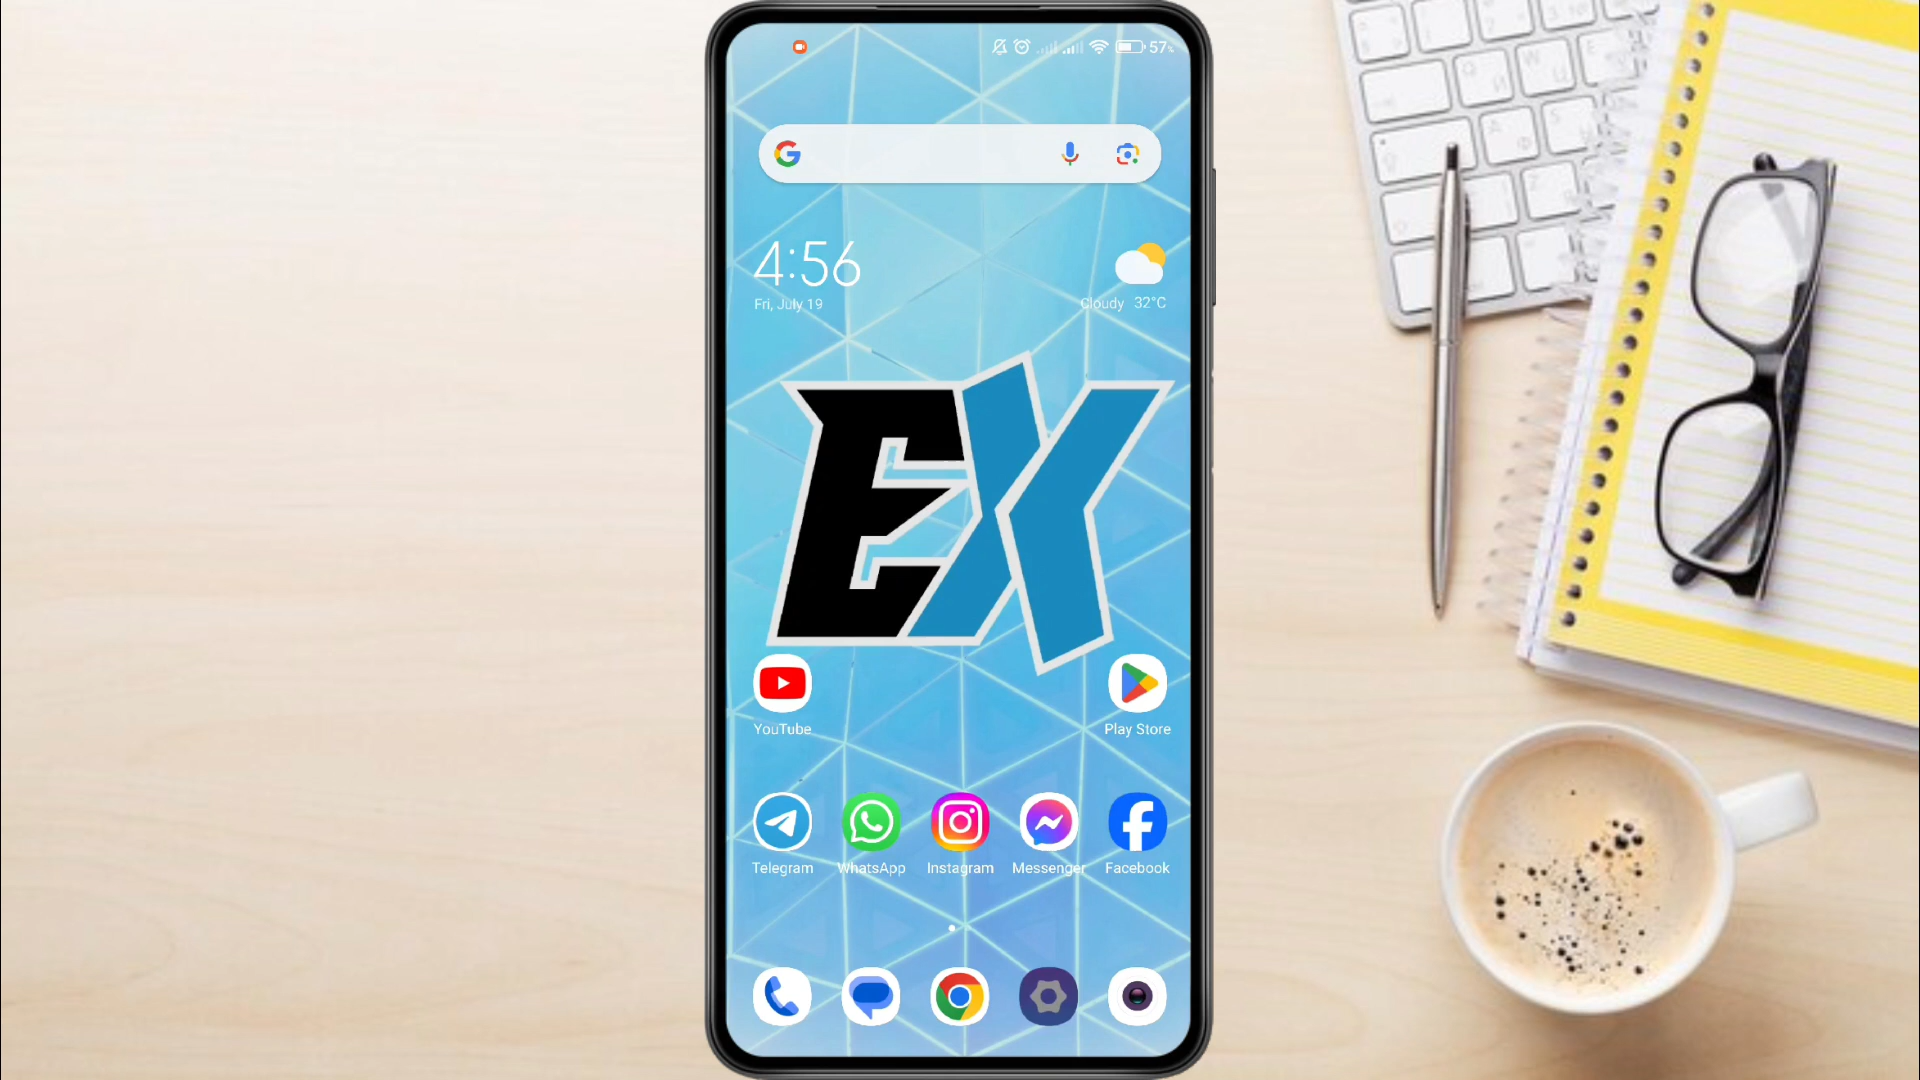 57%
4:56
Fri, July 19
Cloudy 32°C
EX
YouTube
Play Store
Telegram
WhatsApp
Instagram
Messenger
Facebook